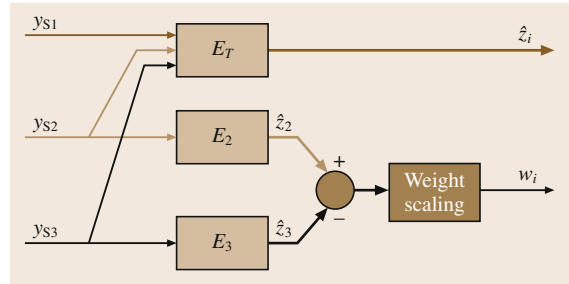 y_S1
E_T
ẑ_i
y_S2
E_2
ẑ_2
+
Weight
scaling
w_i
−
y_S3
E_3
ẑ_3